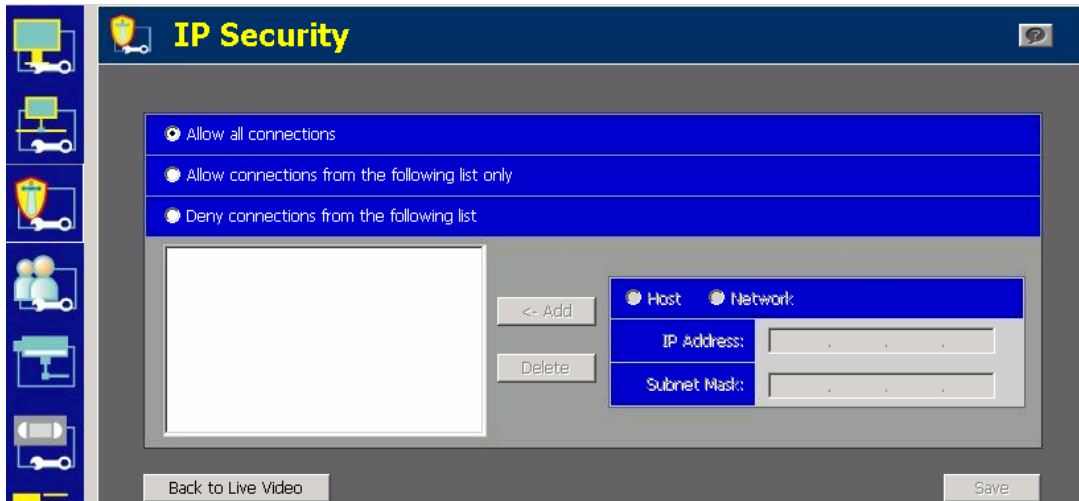 IP Security
?
Allow all connections
Allow connections from the following list only
Deny connections from the following list
<- Add
Delete
Host Network
IP Address: . . .
Subnet Mask: . . .
Back to Live Video
Save